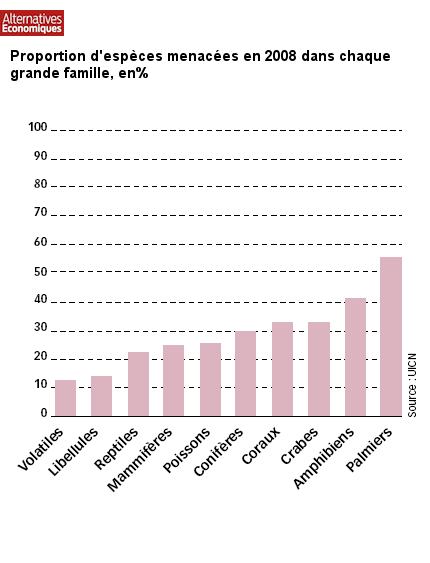 Alternatives
Economiques
Proportion d'espèces menacées en 2008 dans chaque
grande famille, en%
100
90
80
70
60
50
40
30
20
10
0
Volatiles
Libellules
Reptiles
Mammifères
Poissons
Conifères
Coraux
Crabes
Amphibiens
Palmiers
Source : UICN